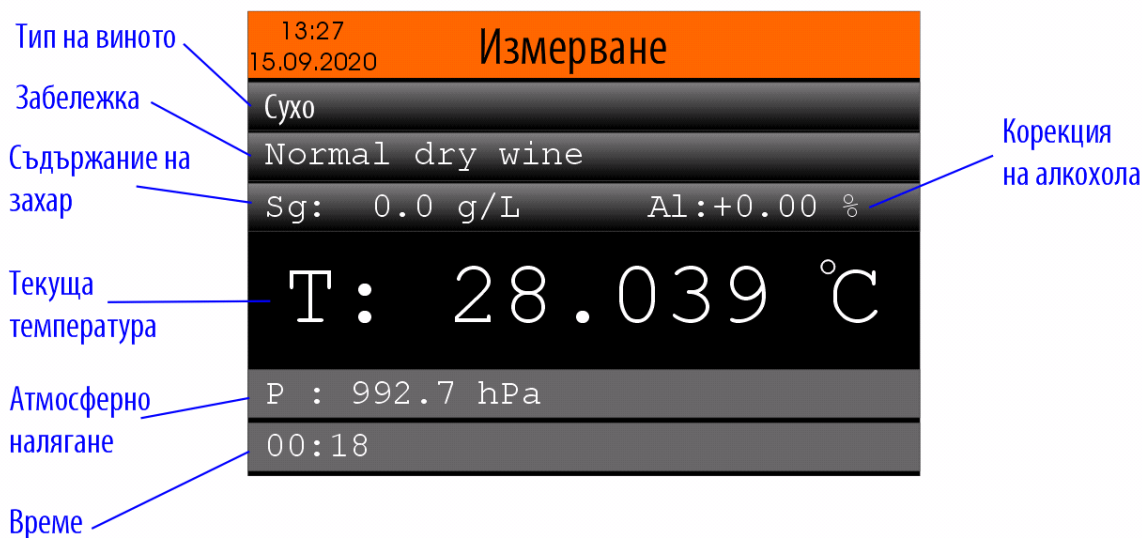 Тип на виното
Забележка
Съдържание на
захар
Текуща
температура
Атмосферно
налягане
Време
13:27
15.09.2020
Измерване
Сухо
Normal dry wine
Sg: 0.0 g/L Al:+0.00 %
T: 28.039 °C
P : 992.7 hPa
00:18
Корекция
на алкохола